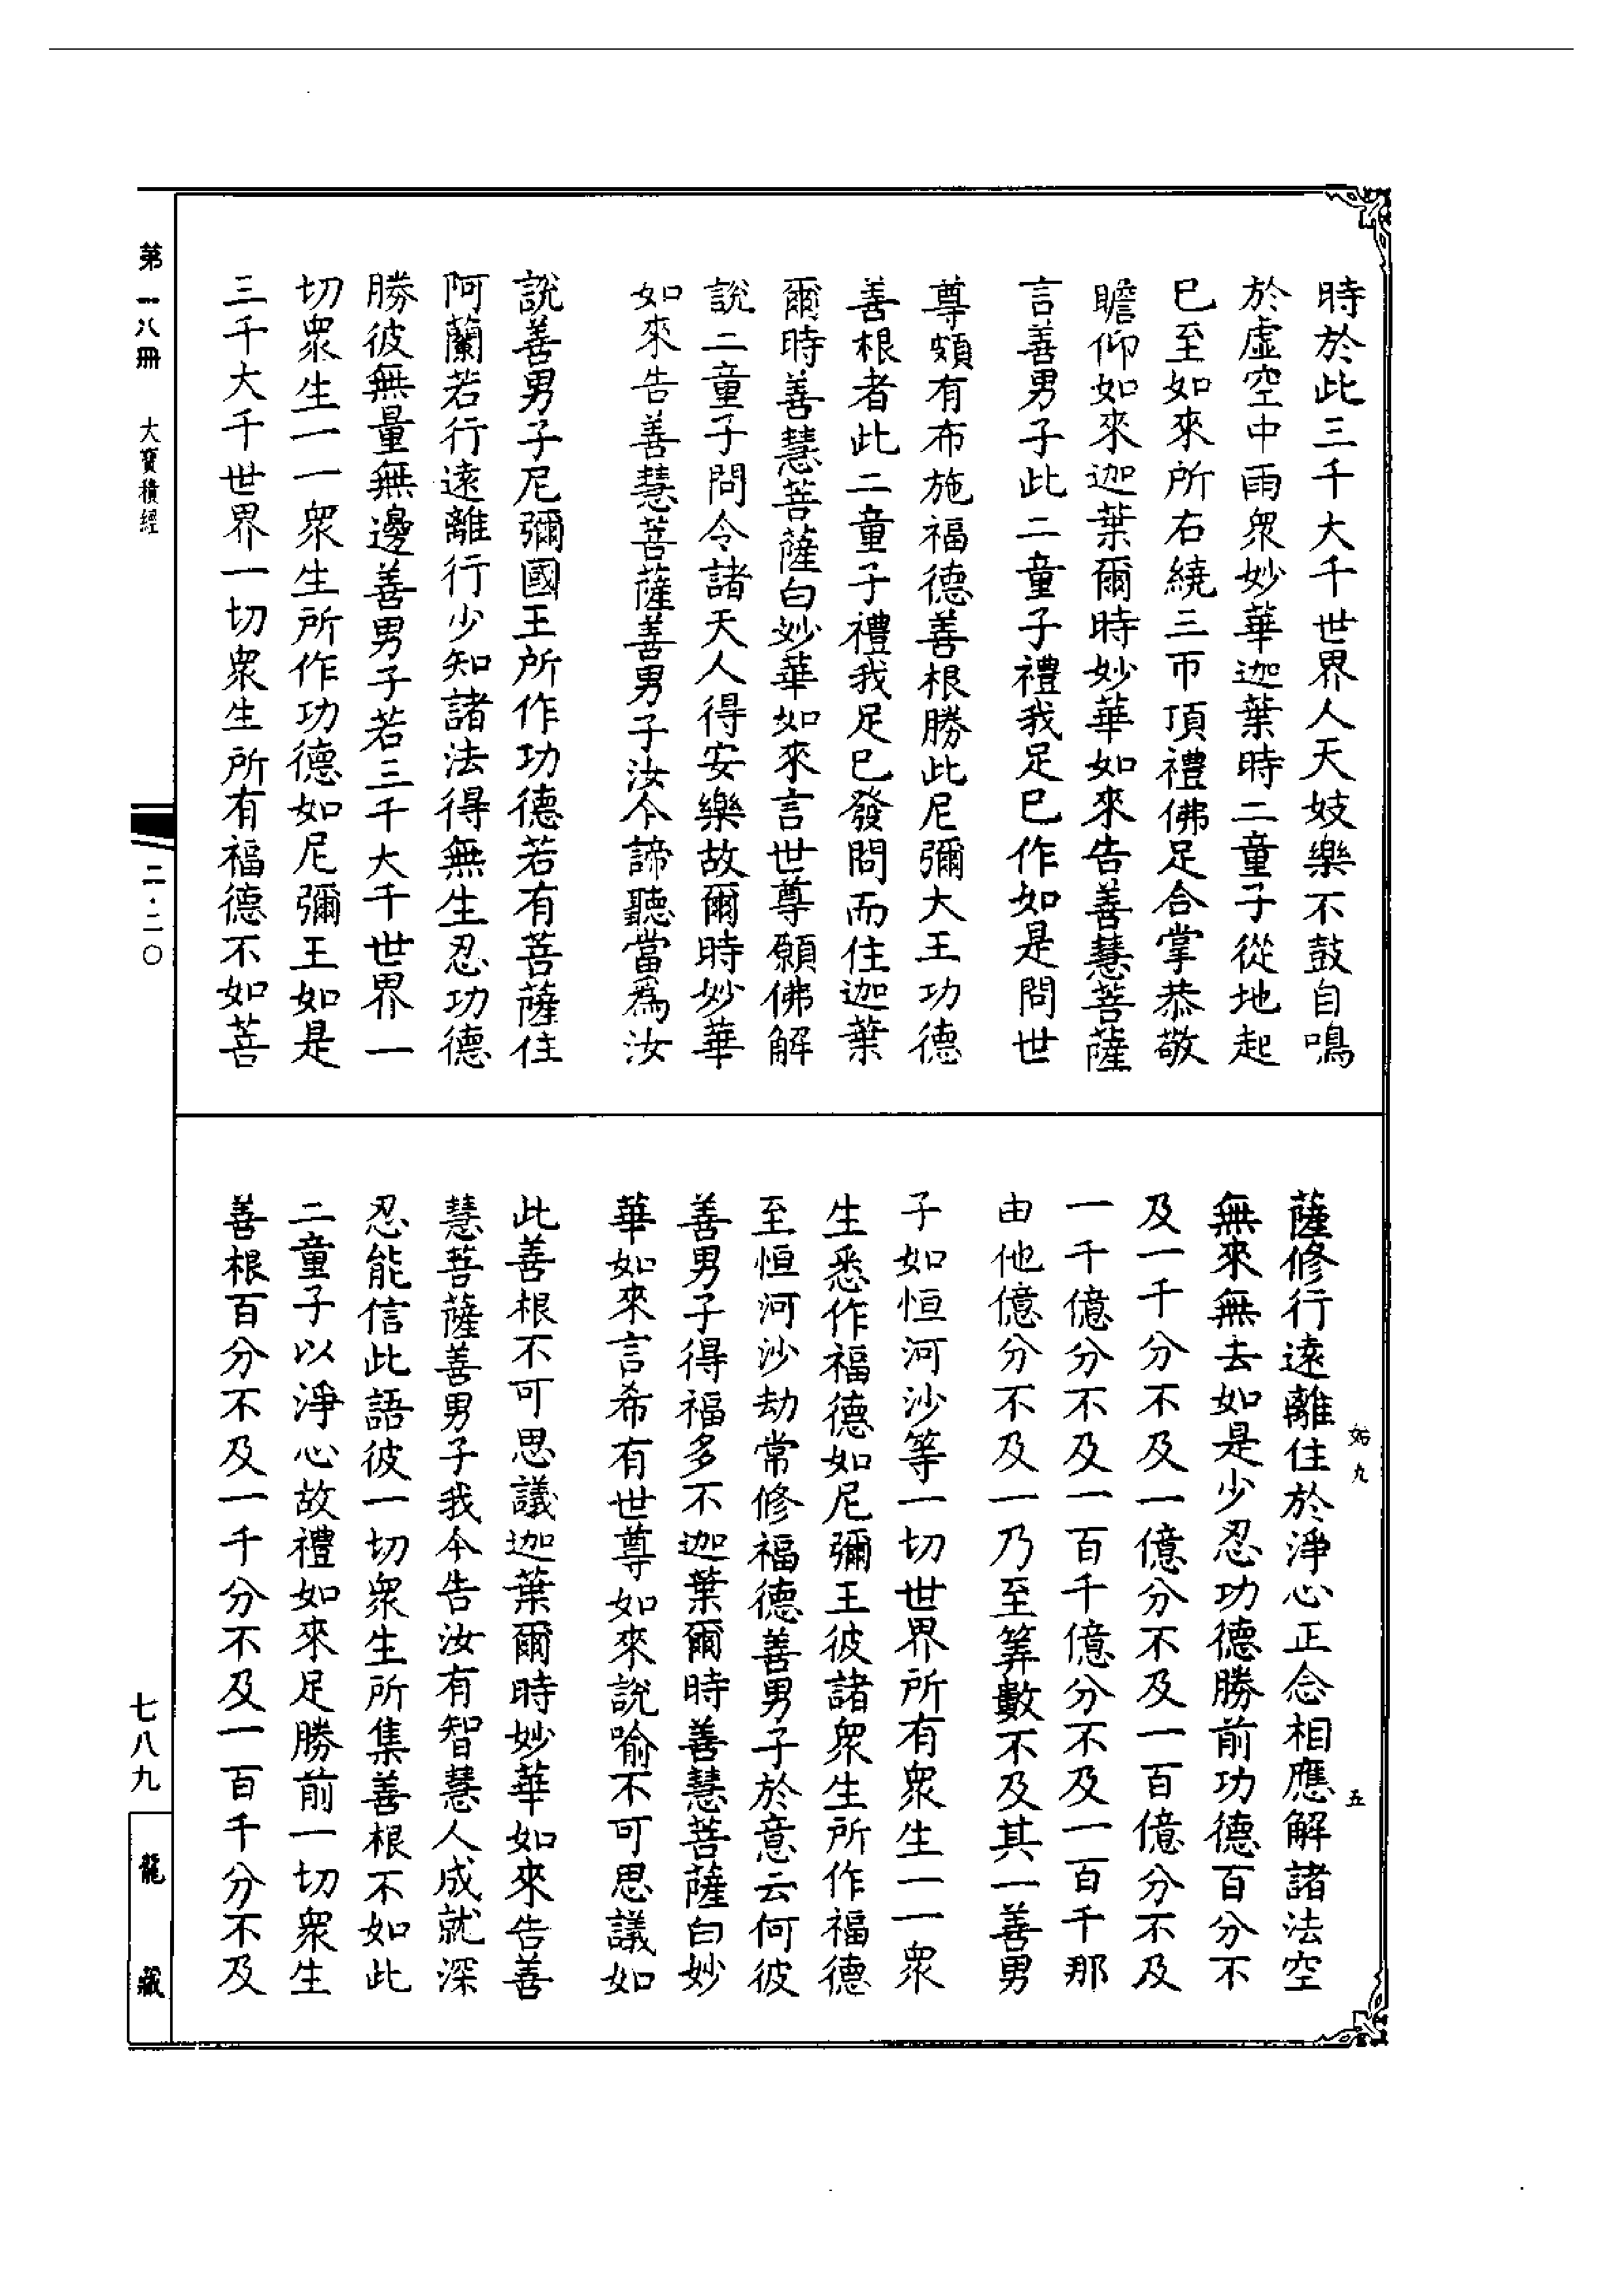 時於此三千大千世界人天妓樂不鼓自鳴
於虛空中雨衆妙華迦葉時二童子從地起
已至如來所右繞三帀頂禮佛足合掌恭敬
瞻仰如來迦葉爾時妙華如來告善慧菩薩
言善男子此二童子禮我足已作如是問世
尊頗有布施福德善根勝此尼彌大王功德
善根者此二童子禮我足已發問而住迦葉
爾時善慧菩薩白妙華如來言世尊願佛解
說二童子問令諸天人得安樂故爾時妙華
如來告善慧菩薩善男子汝今諦聽當爲汝
說善男子尼彌國王所作功德若有菩薩住
阿蘭若行遠離行少知諸法得無生忍功德
勝彼無量無邊善男子若三千大千世界一
切衆生一一衆生所作功德如尼彌王如是
三千大千世界一切衆生所有福德不如菩
薩修行遠離住於淨心正念相應解諸法空
無來無去如是少忍功德勝前功德百分不
及一千分不及一億分不及一百億分不及
一千億分不及一百千億分不及一百千那
由他億分不及一乃至筭數不及其一善男
子如恒河沙等一切世界所有衆生一一衆
生悉作福德如尼彌王彼諸衆生所作福德
至恒河沙劫常修福德善男子於意云何彼
善男子得福多不迦葉爾時善慧菩薩白妙
華如來言希有世尊如來說喻不可思議如
此善根不可思議迦葉爾時妙華如來告善
慧菩薩善男子我今告汝有智慧人成就深
忍能信此語彼一切衆生所集善根不如此
二童子以淨心故禮如來足勝前一切衆生
善根百分不及一千分不及一百千分不及
九
五
第一八冊
大寶積經
二·二〇
七八九
龍藏